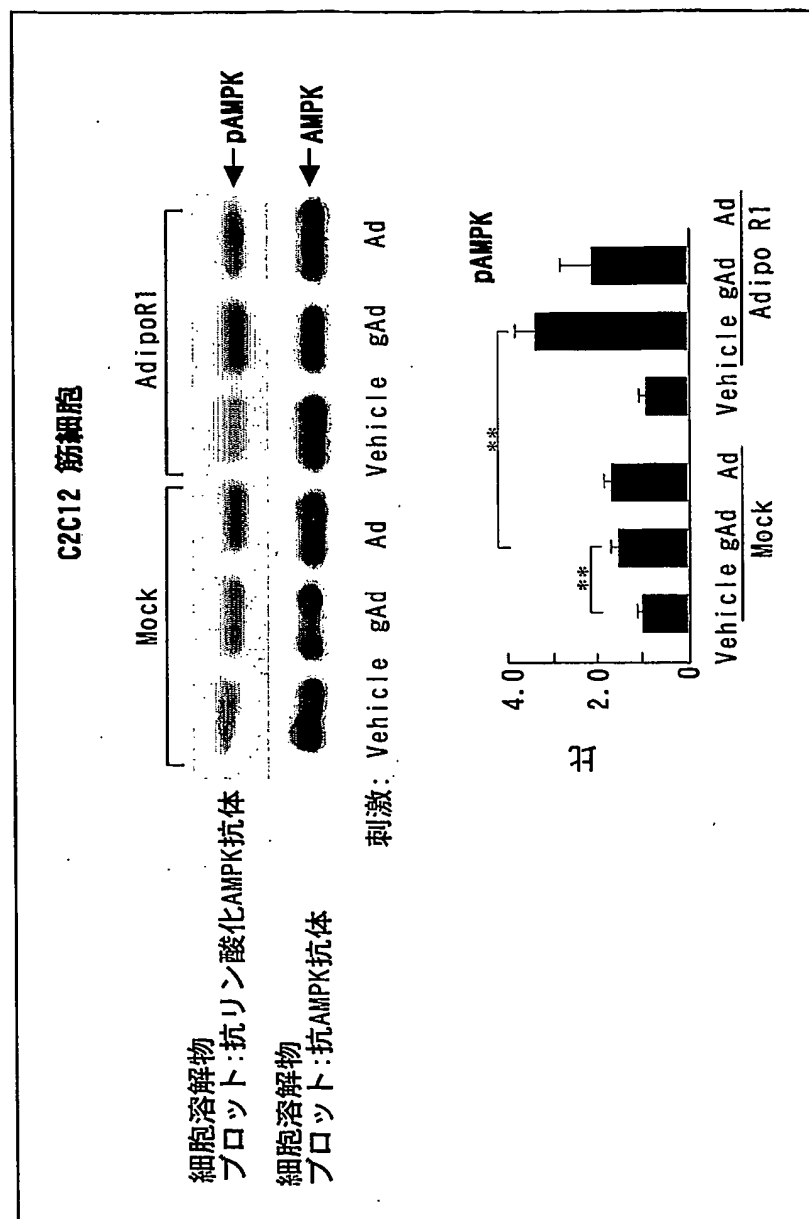 C2C12 筋細胞
Mock AdipoR1
細胞溶解物
ブロット:抗リン酸化AMPK抗体 ←pAMPK
細胞溶解物
ブロット:抗AMPK抗体 ←AMPK
刺激: Vehicle gAd Ad Vehicle gAd Ad
pAMPK
比
4.0
2.0
0
**
**
Vehicle gAd Ad Vehicle gAd Ad
Mock Adipo R1